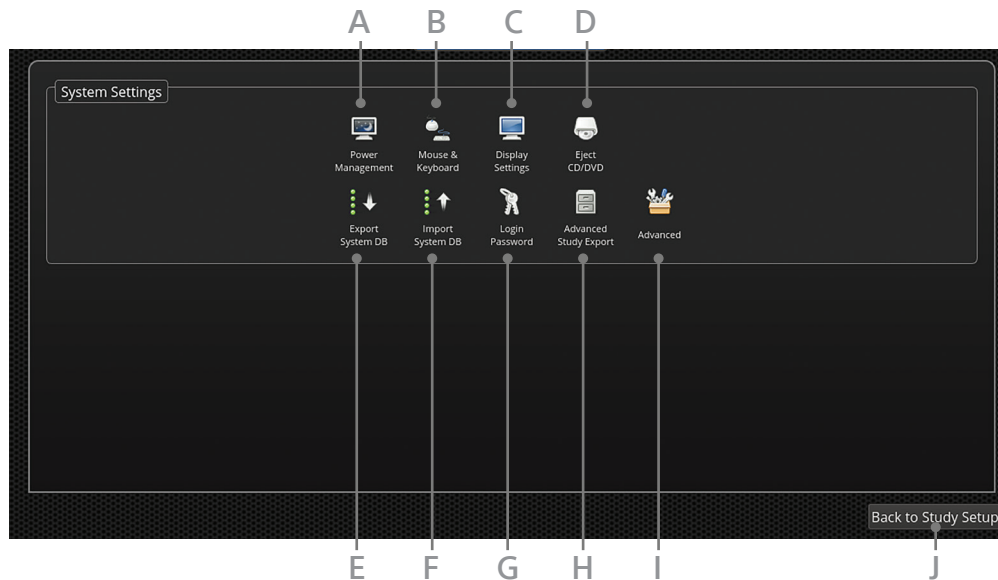 A B C D
System Settings
Power Mouse & Display Eject
Management Keyboard Settings CD/DVD
Export Import Login Advanced Advanced
System DB System DB Password Study Export
Back to Study Setup
E F G H I J